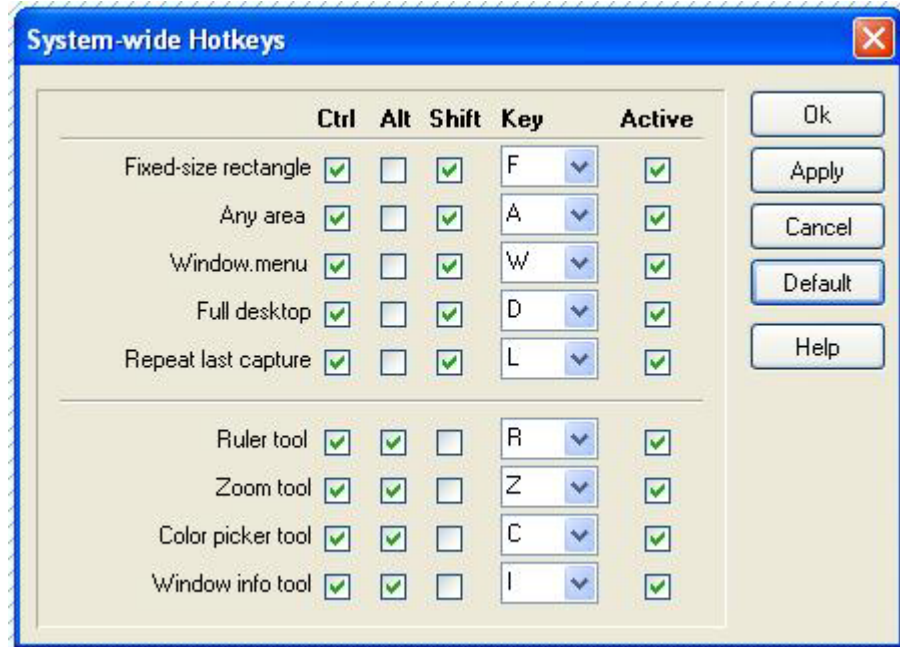 System-wide Hotkeys
Ctrl Alt Shift Key Active
Fixed-size rectangle F
Any area A
Window.menu W
Full desktop D
Repeat last capture L
Ruler tool R
Zoom tool Z
Color picker tool C
Window info tool I
Ok
Apply
Cancel
Default
Help